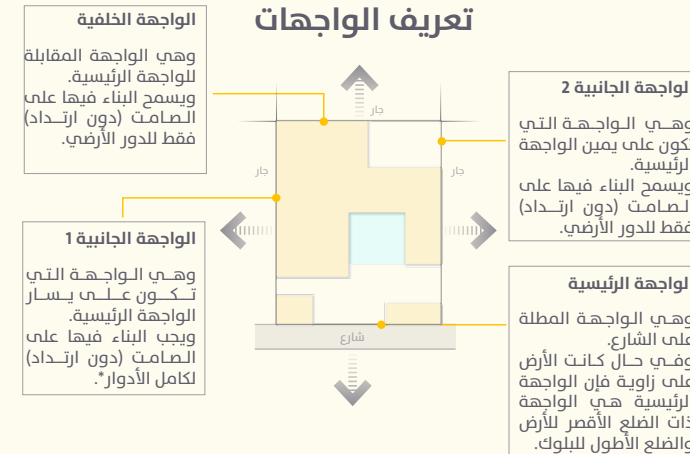 تعريف الواجهات
الواجهة الخلفية
وهي الواجهة المقابلة
للواجهة الرئيسية.
ويسمح البناء فيها على
الصامت (دون ارتداد)
فقط للدور الأرضي.
الواجهة الجانبية 2
وهي الواجهة التي
تكون على يمين الواجهة
الرئيسية.
ويسمح البناء فيها على
الصامت (دون ارتداد)
فقط للدور الأرضي.
جار
جار
جار
الواجهة الجانبية 1
وهي الواجهة التي
تكون على يسار
الواجهة الرئيسية.
ويجب البناء فيها على
الصامت (دون ارتداد)
لكامل الأدوار*.
الواجهة الرئيسية
وهي الواجهة المطلة
على الشارع.
وفي حال كانت الأرض
على زاوية فإن الواجهة
الرئيسية هي الواجهة
ذات الضلع الأقصر للأرض
والضلع الأطول للبلوك.
شارع